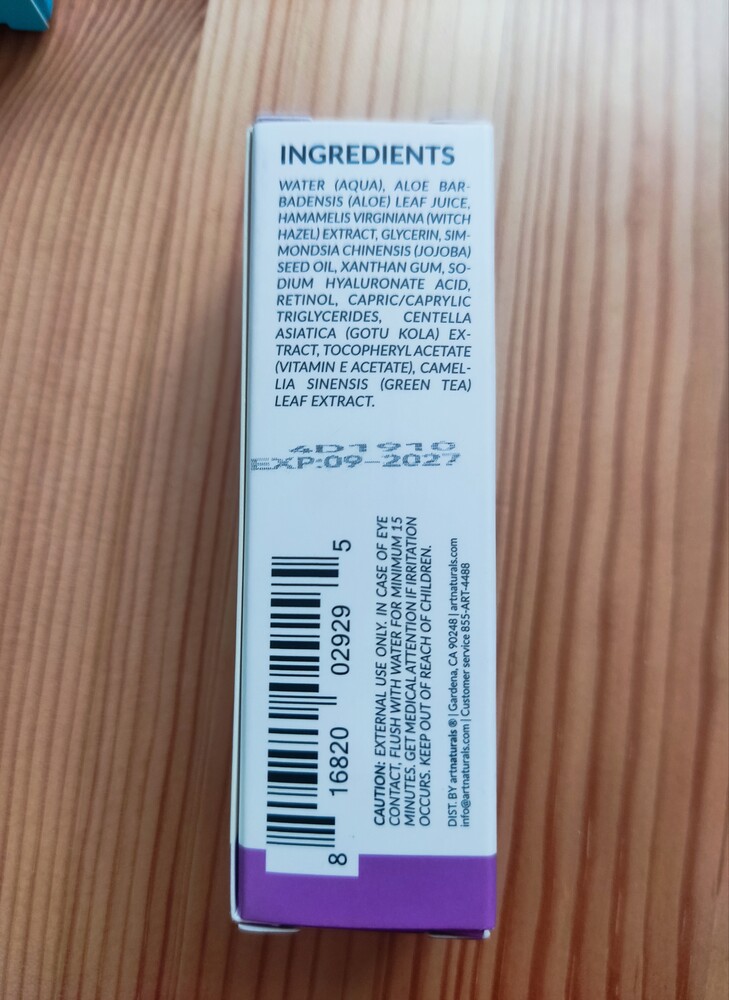 INGREDIENTS
WATER (AQUA), ALOE BAR-
BADENSIS (ALOE) LEAF JUICE,
HAMAMELIS VIRGINIANA (WITCH
HAZEL) EXTRACT, GLYCERIN, SIM-
MONDSIA CHINENSIS (JOJOBA)
SEED OIL, XANTHAN GUM, SO-
DIUM HYALURONATE ACID,
RETINOL, CAPRIC/CAPRYLIC
TRIGLYCERIDES, CENTELLA
ASIATICA (GOTU KOLA) EX-
TRACT, TOCOPHERYL ACETATE
(VITAMIN E ACETATE), CAMEL-
LIA SINENSIS (GREEN TEA)
LEAF EXTRACT.
4D1910
EXP:09-2027
8 16820 02929 5
CAUTION: EXTERNAL USE ONLY. IN CASE OF EYE
CONTACT, FLUSH WITH WATER FOR MINIMUM 15
MINUTES. GET MEDICAL ATTENTION IF IRRITATION
OCCURS. KEEP OUT OF REACH OF CHILDREN.
DIST. BY artnaturals ® | Gardena, CA 90248 | artnaturals.com
info@artnaturals.com | Customer service 855-ART-4488